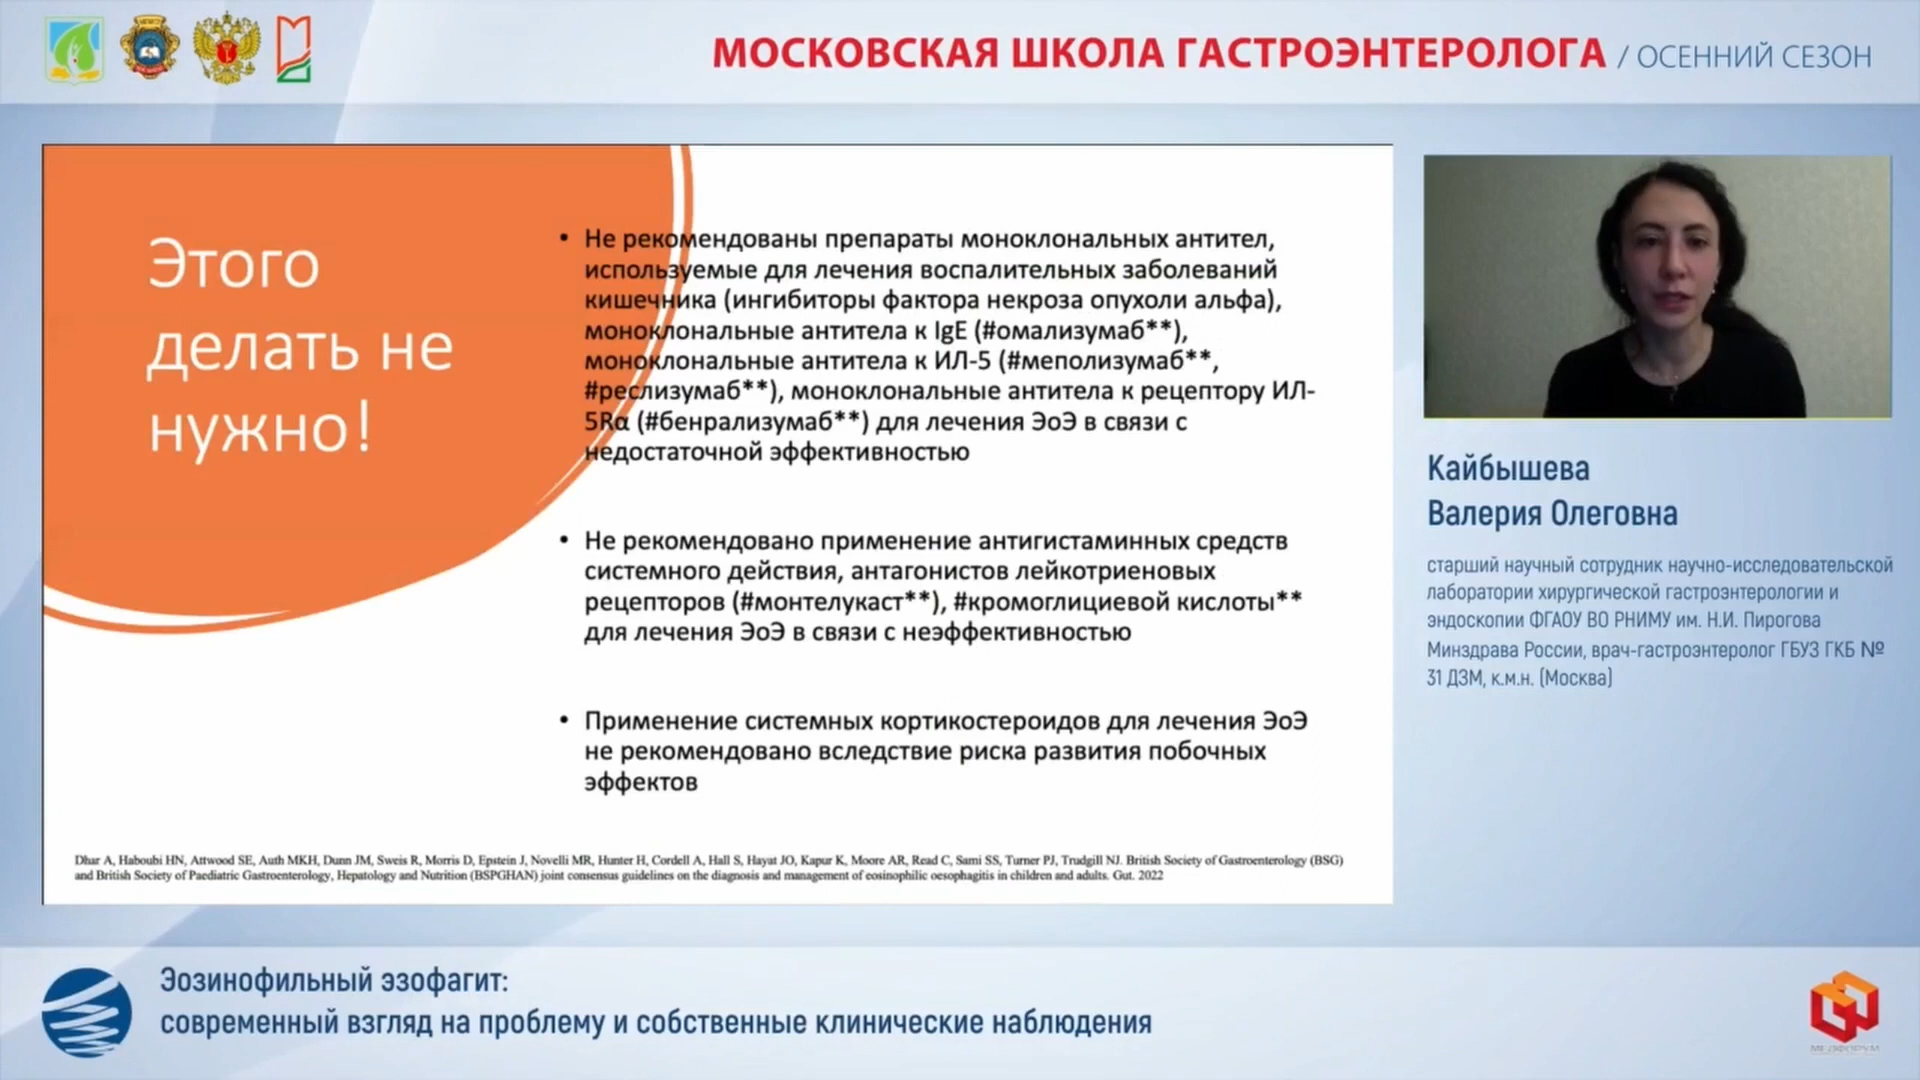 МОСКОВСКАЯ ШКОЛА ГАСТРОЭНТЕРОЛОГА / ОСЕННИЙ СЕЗОН
Этого
делать не
нужно!
• Не рекомендованы препараты моноклональных антител,
используемые для лечения воспалительных заболеваний
кишечника (ингибиторы фактора некроза опухоли альфа),
моноклональные антитела к IgE (#омализумаб**),
моноклональные антитела к ИЛ-5 (#меполизумаб**,
#реслизумаб**), моноклональные антитела к рецептору ИЛ-
5Rα (#бенрализумаб**) для лечения ЭоЭ в связи с
недостаточной эффективностью
• Не рекомендовано применение антигистаминных средств
системного действия, антагонистов лейкотриеновых
рецепторов (#монтелукаст**), #кромоглициевой кислоты**
для лечения ЭоЭ в связи с неэффективностью
• Применение системных кортикостероидов для лечения ЭоЭ
не рекомендовано вследствие риска развития побочных
эффектов
Dhar A, Haboubi HN, Attwood SE, Auth MKH, Dunn JM, Sweis R, Morris D, Epstein J, Novelli MR, Hunter H, Cordell A, Hall S, Hayat JO, Kapur K, Moore AR, Read C, Sami SS, Turner PJ, Trudgill NJ. British Society of Gastroenterology (BSG)
and British Society of Paediatric Gastroenterology, Hepatology and Nutrition (BSPGHAN) joint consensus guidelines on the diagnosis and management of eosinophilic oesophagitis in children and adults. Gut. 2022
Кайбышева
Валерия Олеговна
старший научный сотрудник научно-исследовательской
лаборатории хирургической гастроэнтерологии и
эндоскопии ФГАОУ ВО РНИМУ им. Н.И. Пирогова
Минздрава России, врач-гастроэнтеролог ГБУЗ ГКБ №
31 ДЗМ, к.м.н. (Москва)
Эозинофильный эзофагит:
современный взгляд на проблему и собственные клинические наблюдения
МЕДФОРУМ